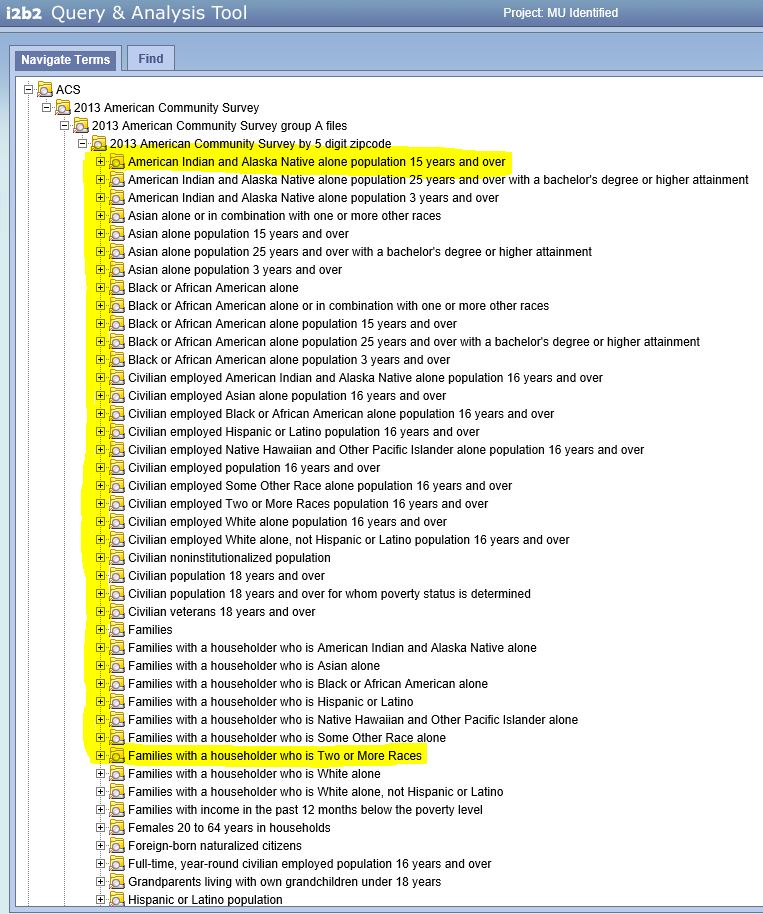 i2b2 Query & Analysis Tool Project: MU Identified
Navigate Terms Find
ACS
2013 American Community Survey
2013 American Community Survey group A files
2013 American Community Survey by 5 digit zipcode
American Indian and Alaska Native alone population 15 years and over
American Indian and Alaska Native alone population 25 years and over with a bachelor's degree or higher attainment
American Indian and Alaska Native alone population 3 years and over
Asian alone or in combination with one or more other races
Asian alone population 15 years and over
Asian alone population 25 years and over with a bachelor's degree or higher attainment
Asian alone population 3 years and over
Black or African American alone
Black or African American alone or in combination with one or more other races
Black or African American alone population 15 years and over
Black or African American alone population 25 years and over with a bachelor's degree or higher attainment
Black or African American alone population 3 years and over
Civilian employed American Indian and Alaska Native alone population 16 years and over
Civilian employed Asian alone population 16 years and over
Civilian employed Black or African American alone population 16 years and over
Civilian employed Hispanic or Latino population 16 years and over
Civilian employed Native Hawaiian and Other Pacific Islander alone population 16 years and over
Civilian employed population 16 years and over
Civilian employed Some Other Race alone population 16 years and over
Civilian employed Two or More Races population 16 years and over
Civilian employed White alone population 16 years and over
Civilian employed White alone, not Hispanic or Latino population 16 years and over
Civilian noninstitutionalized population
Civilian population 18 years and over
Civilian population 18 years and over for whom poverty status is determined
Civilian veterans 18 years and over
Families
Families with a householder who is American Indian and Alaska Native alone
Families with a householder who is Asian alone
Families with a householder who is Black or African American alone
Families with a householder who is Hispanic or Latino
Families with a householder who is Native Hawaiian and Other Pacific Islander alone
Families with a householder who is Some Other Race alone
Families with a householder who is Two or More Races
Families with a householder who is White alone
Families with a householder who is White alone, not Hispanic or Latino
Families with income in the past 12 months below the poverty level
Females 20 to 64 years in households
Foreign-born naturalized citizens
Full-time, year-round civilian employed population 16 years and over
Grandparents living with own grandchildren under 18 years
Hispanic or Latino population